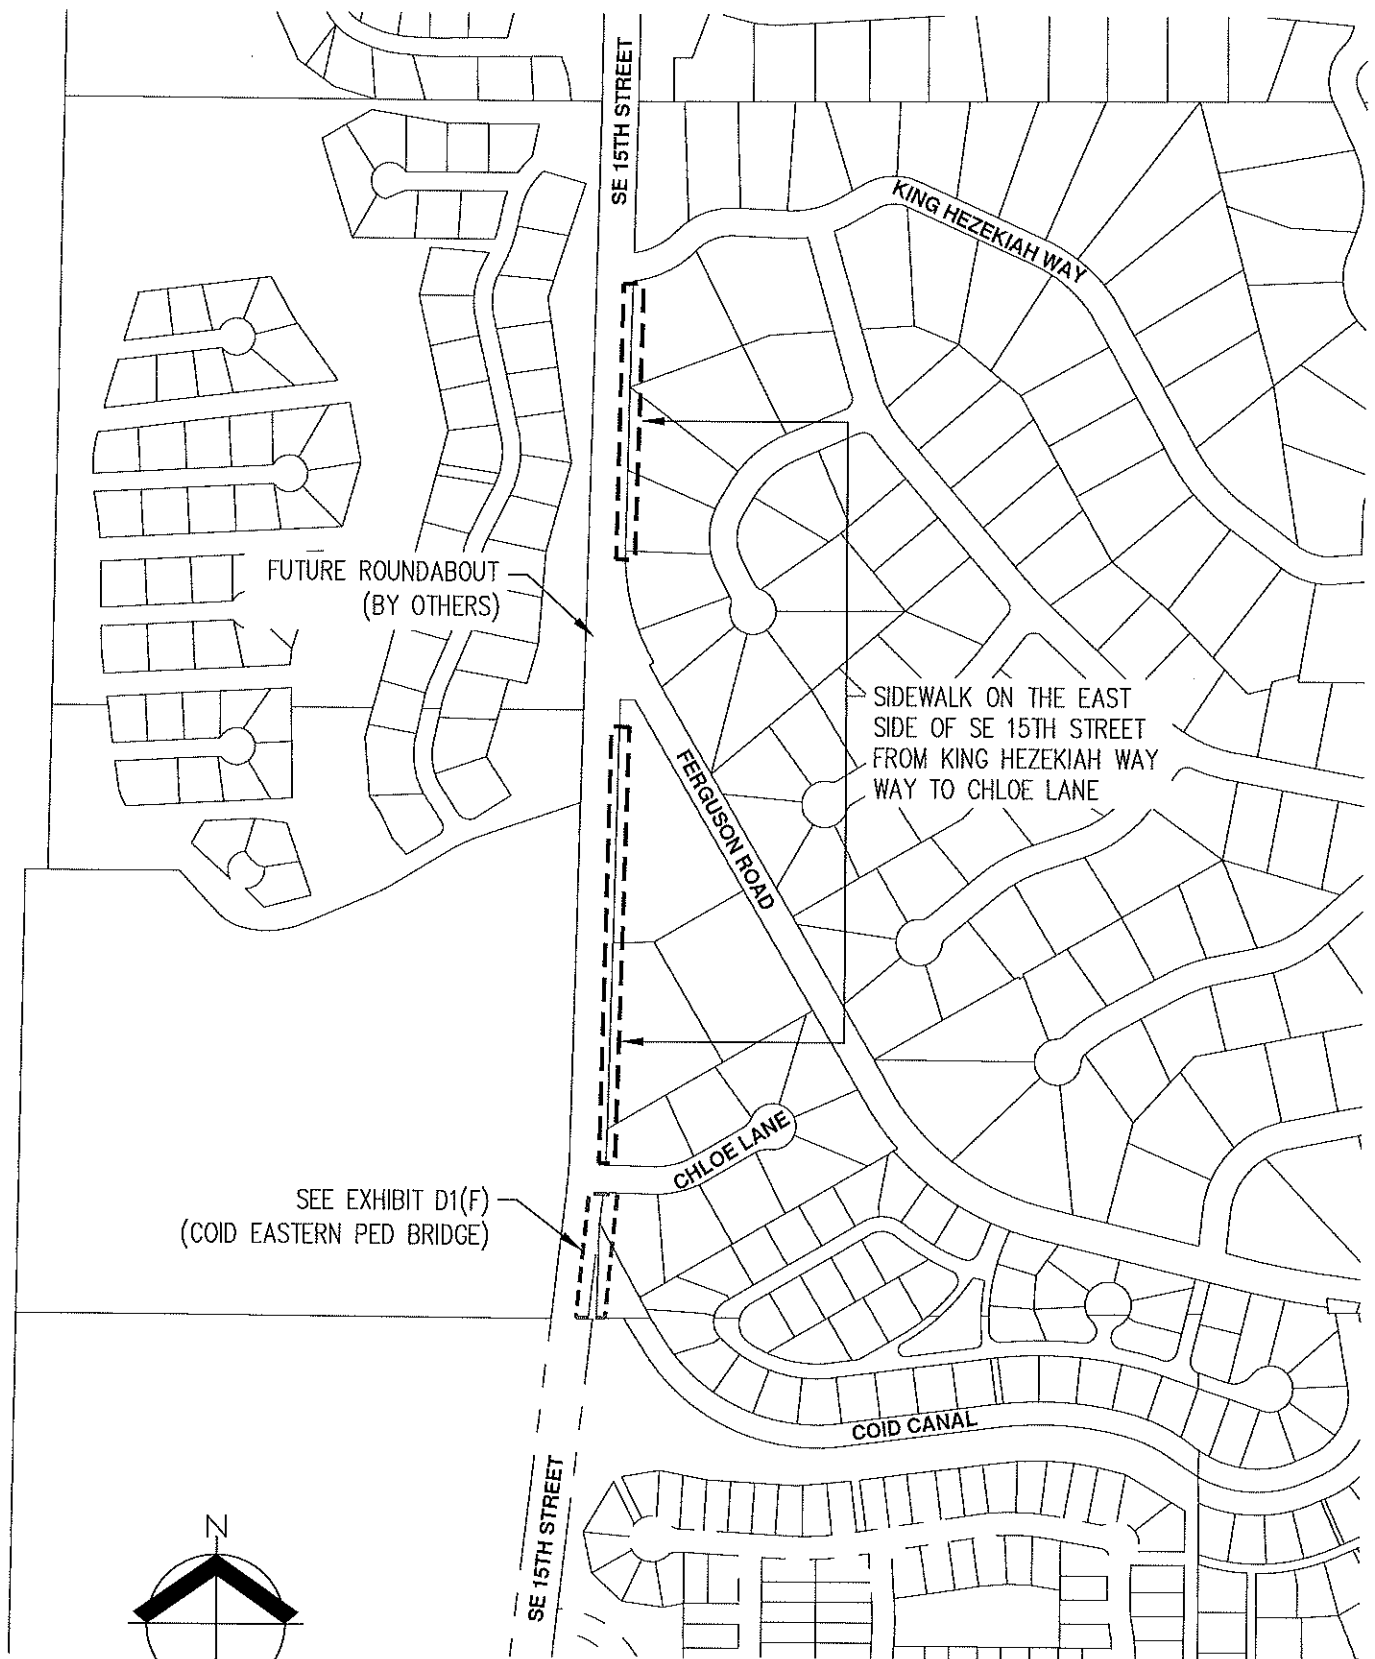 SE 15TH STREET
KING HEZEKIAH WAY
FUTURE ROUNDABOUT
(BY OTHERS)
SIDEWALK ON THE EAST
SIDE OF SE 15TH STREET
FROM KING HEZEKIAH WAY
WAY TO CHLOE LANE
FERGUSON ROAD
CHLOE LANE
SEE EXHIBIT D1(F)
(COID EASTERN PED BRIDGE)
COID CANAL
SE 15TH STREET
N